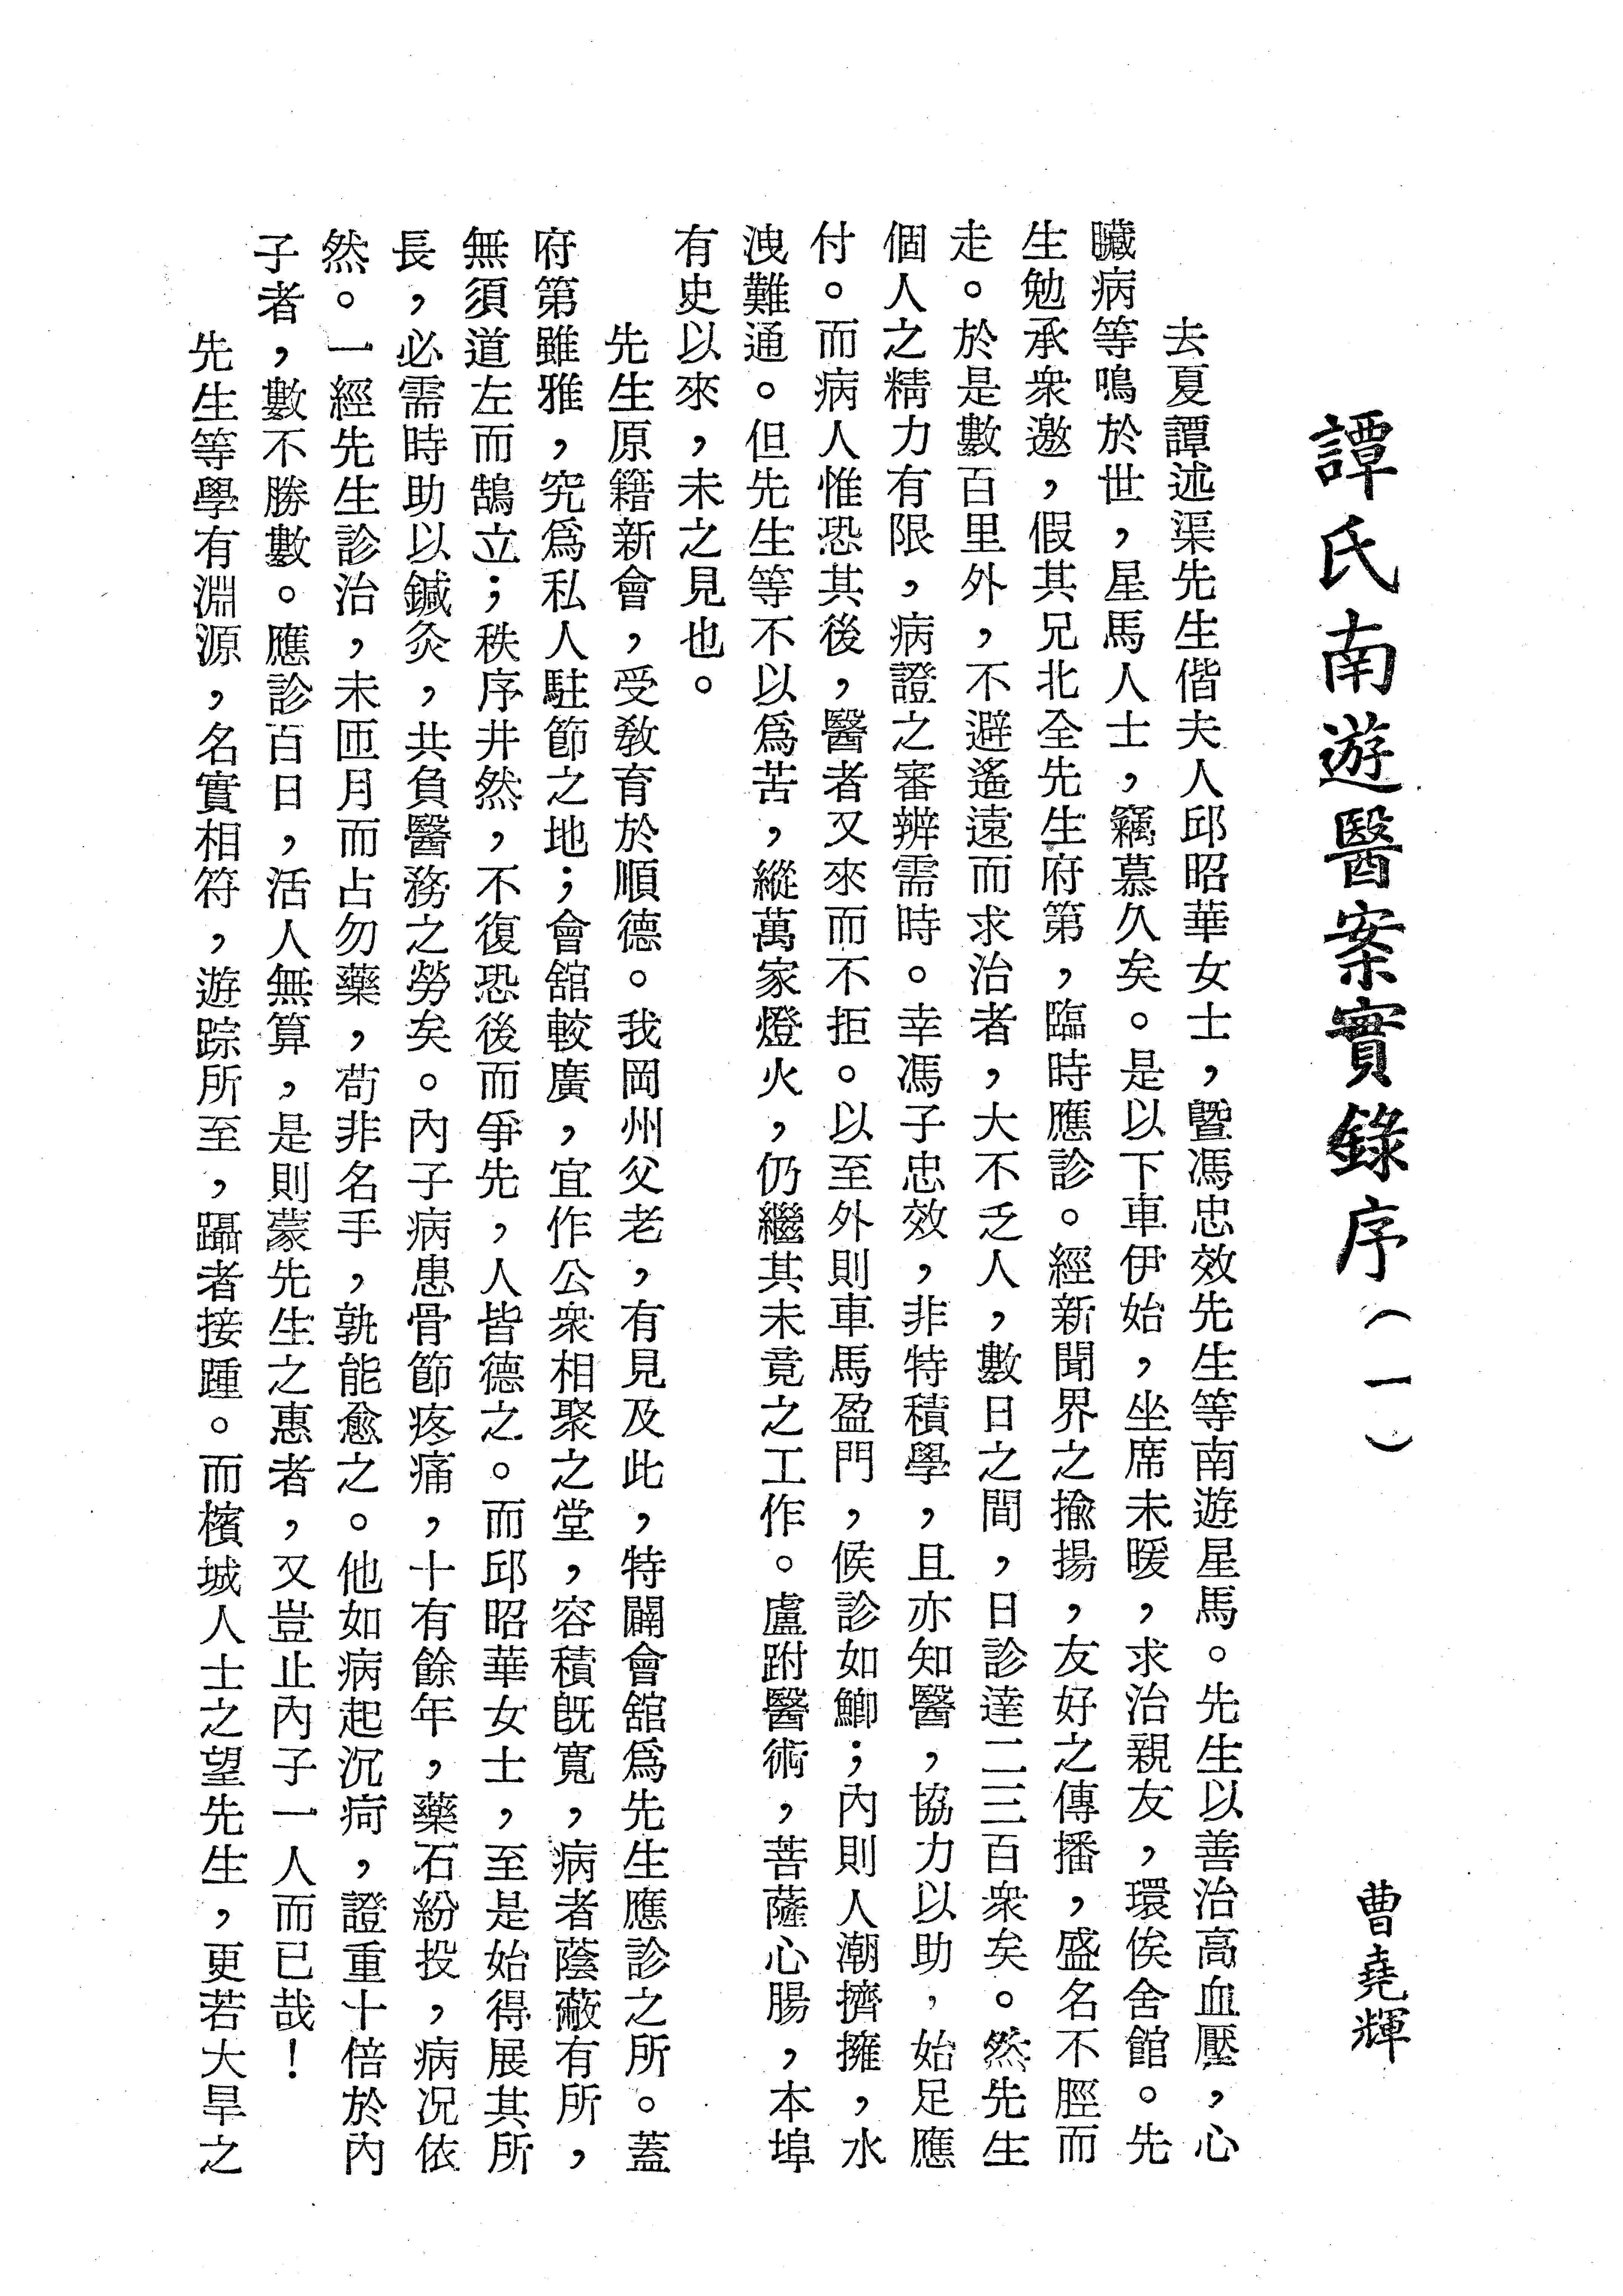 譚氏南遊醫案實錄序（一）
曹堯輝
去夏譚述渠先生偕夫人邱昭華女士，暨馮忠效先生等南遊星馬。先生以善治高血壓，心
臟病等鳴於世，星馬人士，竊慕久矣。是以下車伊始，坐席未暖，求治親友，環俟舍館。先
生勉承衆邀，假其兄北全先生府第，臨時應診。經新聞界之揄揚，友好之傳播，盛名不脛而
走。於是數百里外，不避遙遠而求治者，大不乏人，數日之間，日診達二三百衆矣。然先生
個人之精力有限，病證之審辨需時。幸馮子忠效，非特積學，且亦知醫，協力以助，始足應
付。而病人惟恐其後，醫者又來而不拒。以至外則車馬盈門，候診如鯽；內則人潮擠擁，水
洩難通。但先生等不以爲苦，縱萬家燈火，仍繼其未竟之工作。盧跗醫術，菩薩心腸，本埠
有史以來，未之見也。
先生原籍新會，受敎育於順德。我岡州父老，有見及此，特闢會舘爲先生應診之所。蓋
府第雖雅，究爲私人駐節之地；會舘較廣，宜作公衆相聚之堂，容積旣寬，病者蔭蔽有所，
無須道左而鵠立；秩序井然，不復恐後而爭先，人皆德之。而邱昭華女士，至是始得展其所
長，必需時助以鍼灸，共負醫務之勞矣。內子病患骨節疼痛，十有餘年，藥石紛投，病况依
然。一經先生診治，未匝月而占勿藥，苟非名手，孰能愈之。他如病起沉疴，證重十倍於內
子者，數不勝數。應診百日，活人無算，是則蒙先生之惠者，又豈止內子一人而已哉！
先生等學有淵源，名實相符，遊踪所至，躡者接踵。而檳城人士之望先生，更若大旱之